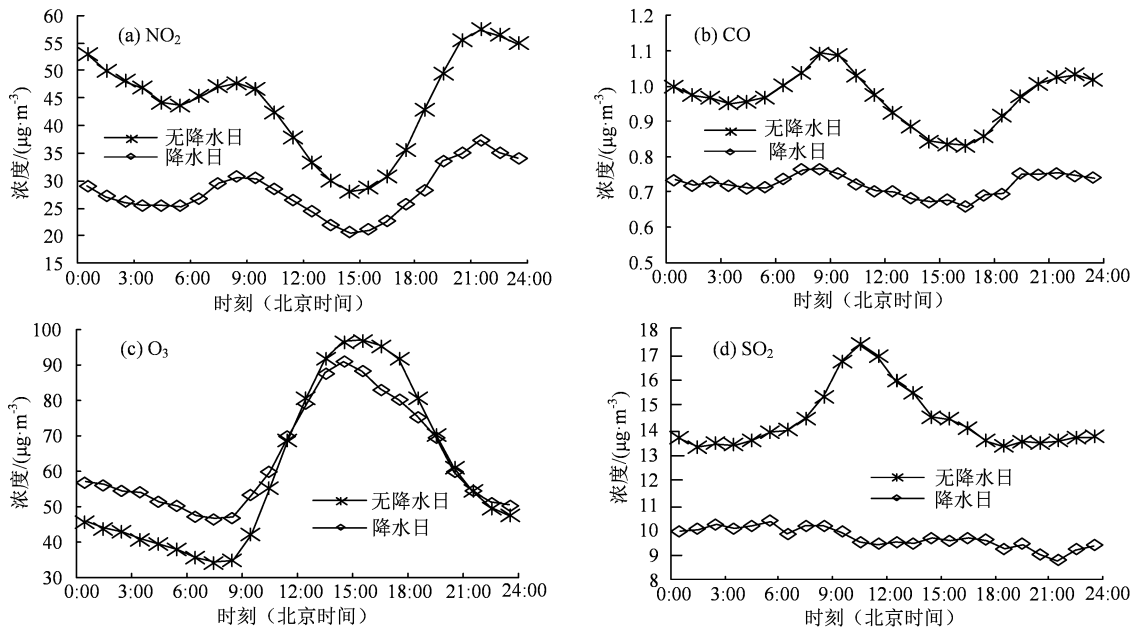 (a) NO₂
60
55
50
45
40
35
30
25
20
15
浓度/(μg·m⁻³)
无降水日
降水日
0:00 3:00 6:00 9:00 12:00 15:00 18:00 21:00 24:00
时刻（北京时间）
(b) CO
1.2
1.1
1.0
0.9
0.8
0.7
0.6
0.5
浓度/(μg·m⁻³)
无降水日
降水日
0:00 3:00 6:00 9:00 12:00 15:00 18:00 21:00 24:00
时刻（北京时间）
(c) O₃
100
90
80
70
60
50
40
30
浓度/(μg·m⁻³)
无降水日
降水日
0:00 3:00 6:00 9:00 12:00 15:00 18:00 21:00 24:00
时刻（北京时间）
(d) SO₂
18
17
16
15
14
13
12
11
10
9
8
浓度/(μg·m⁻³)
无降水日
降水日
0:00 3:00 6:00 9:00 12:00 15:00 18:00 21:00 24:00
时刻（北京时间）